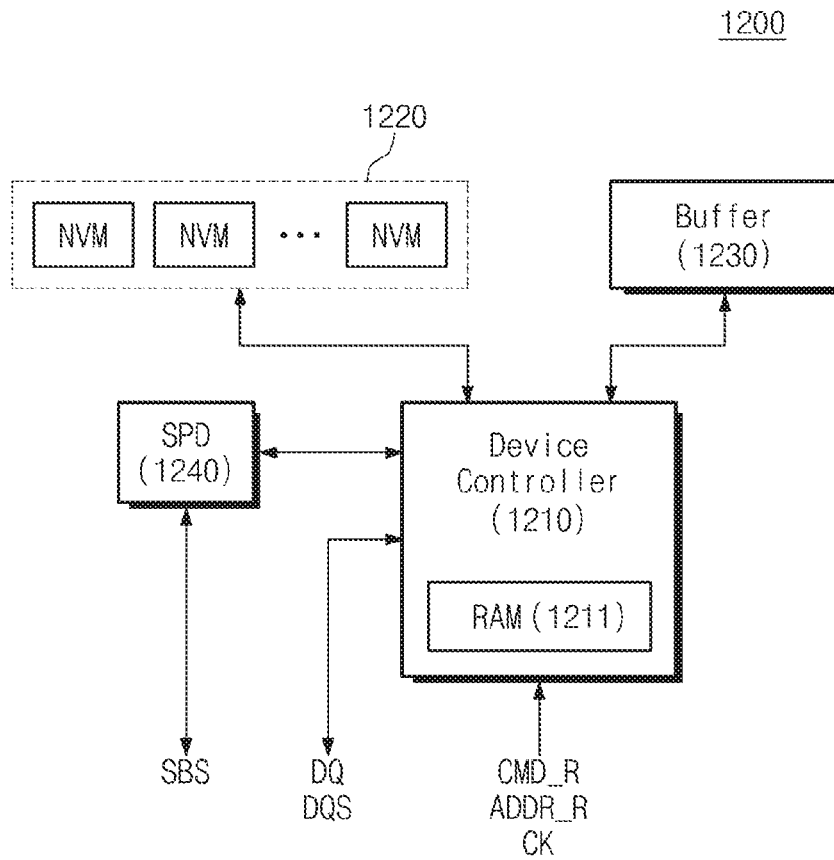 1200
1220
NVM NVM ··· NVM
Buffer
(1230)
SPD
(1240)
Device
Controller
(1210)
RAM(1211)
SBS
DQ
DQS
CMD_R
ADDR_R
CK